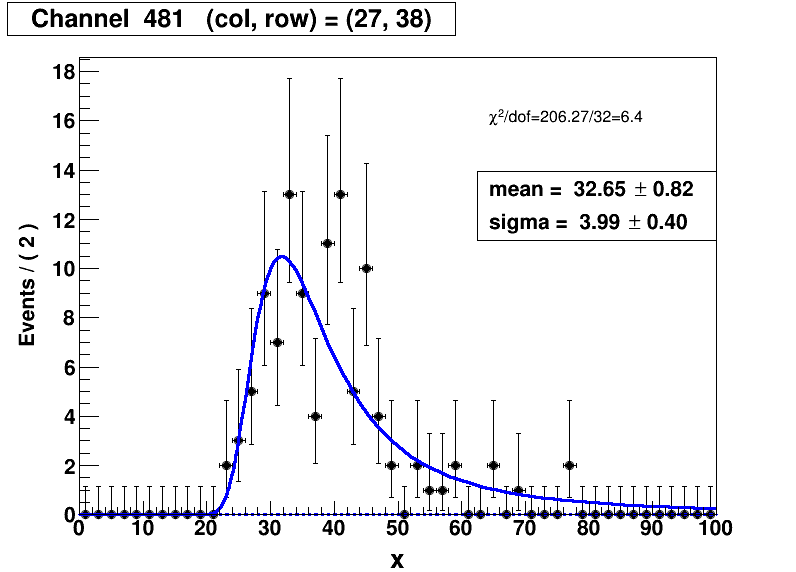 Channel 481 (col, row) = (27, 38)
χ²/dof=206.27/32=6.4
mean = 32.65 ± 0.82
sigma = 3.99 ± 0.40
Events / ( 2 )
18
16
14
12
10
8
6
4
2
0
0 10 20 30 40 50 60 70 80 90 100
x